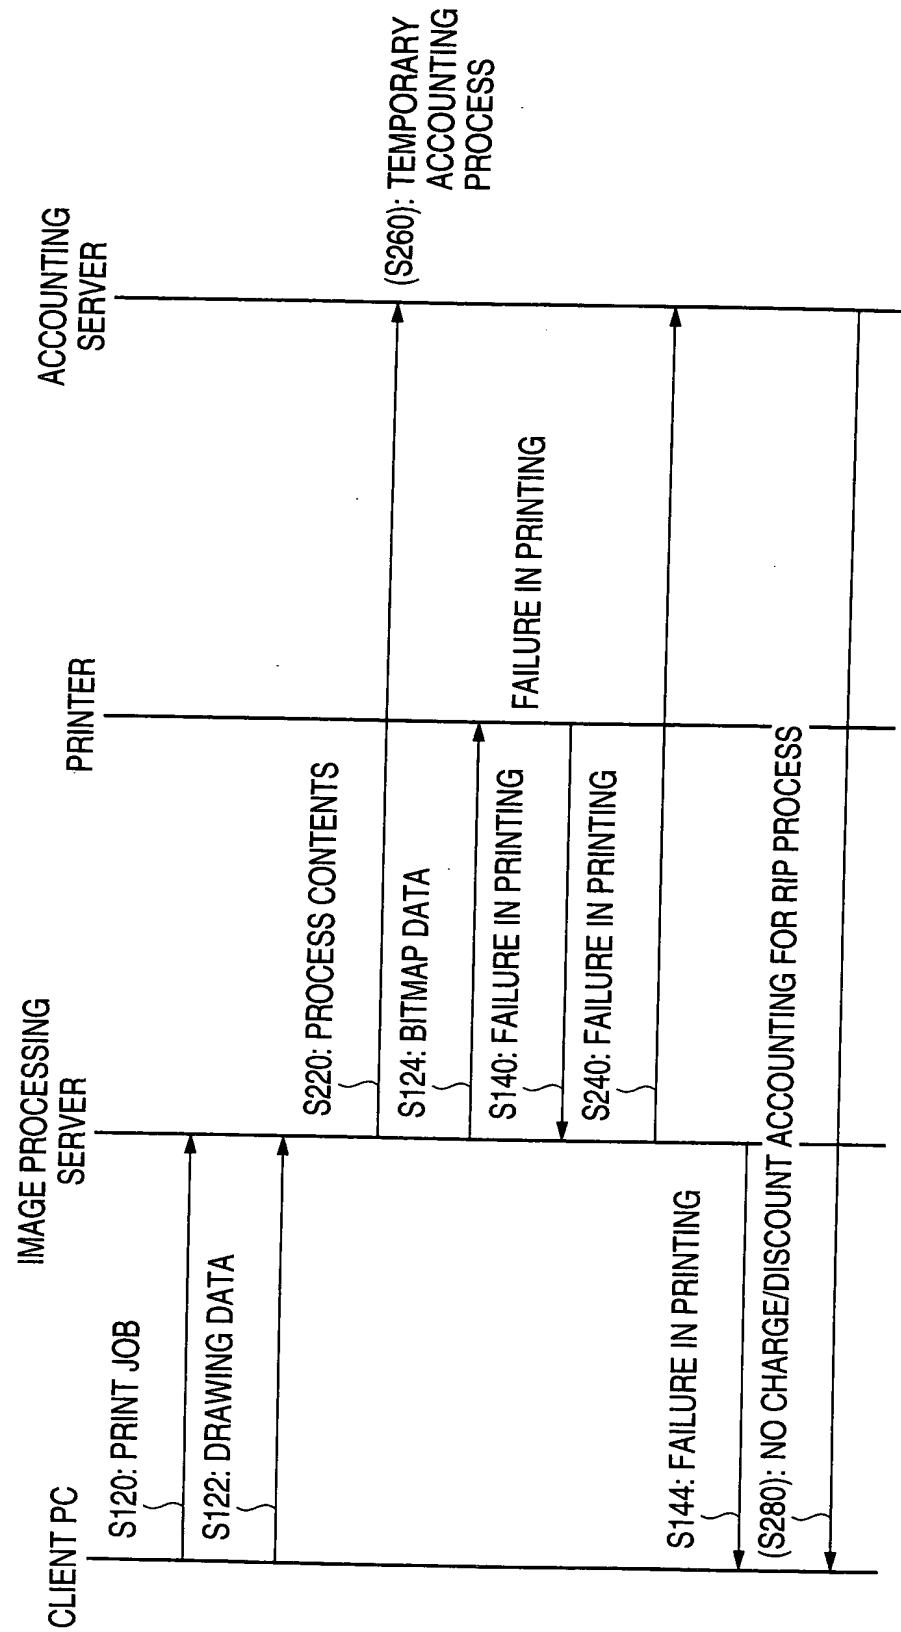 CLIENT PC
IMAGE PROCESSING
SERVER
PRINTER
ACCOUNTING
SERVER
S120: PRINT JOB
S122: DRAWING DATA
S220: PROCESS CONTENTS
(S260): TEMPORARY
ACCOUNTING
PROCESS
S124: BITMAP DATA
S140: FAILURE IN PRINTING
FAILURE IN PRINTING
S240: FAILURE IN PRINTING
S144: FAILURE IN PRINTING
(S280): NO CHARGE/DISCOUNT ACCOUNTING FOR RIP PROCESS